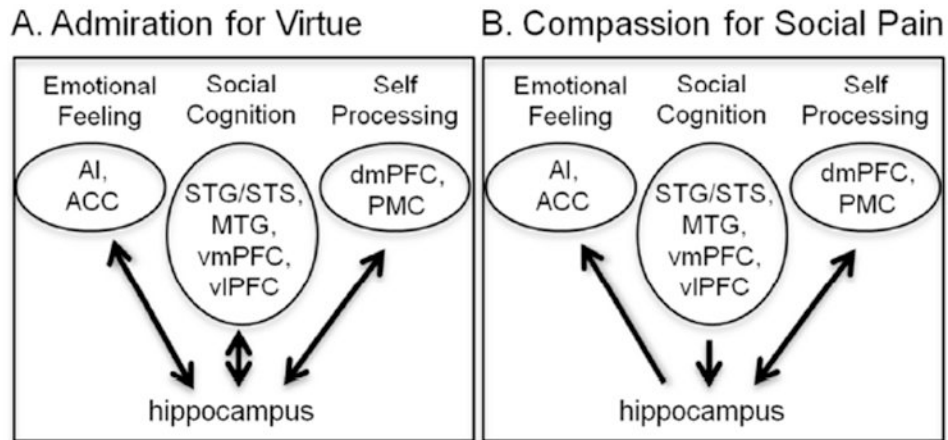 A. Admiration for Virtue
Emotional
Feeling
Social
Cognition
Self
Processing
AI,
ACC
STG/STS,
MTG,
vmPFC,
vlPFC
dmPFC,
PMC
hippocampus
B. Compassion for Social Pain
Emotional
Feeling
Social
Cognition
Self
Processing
AI,
ACC
STG/STS,
MTG,
vmPFC,
vlPFC
dmPFC,
PMC
hippocampus